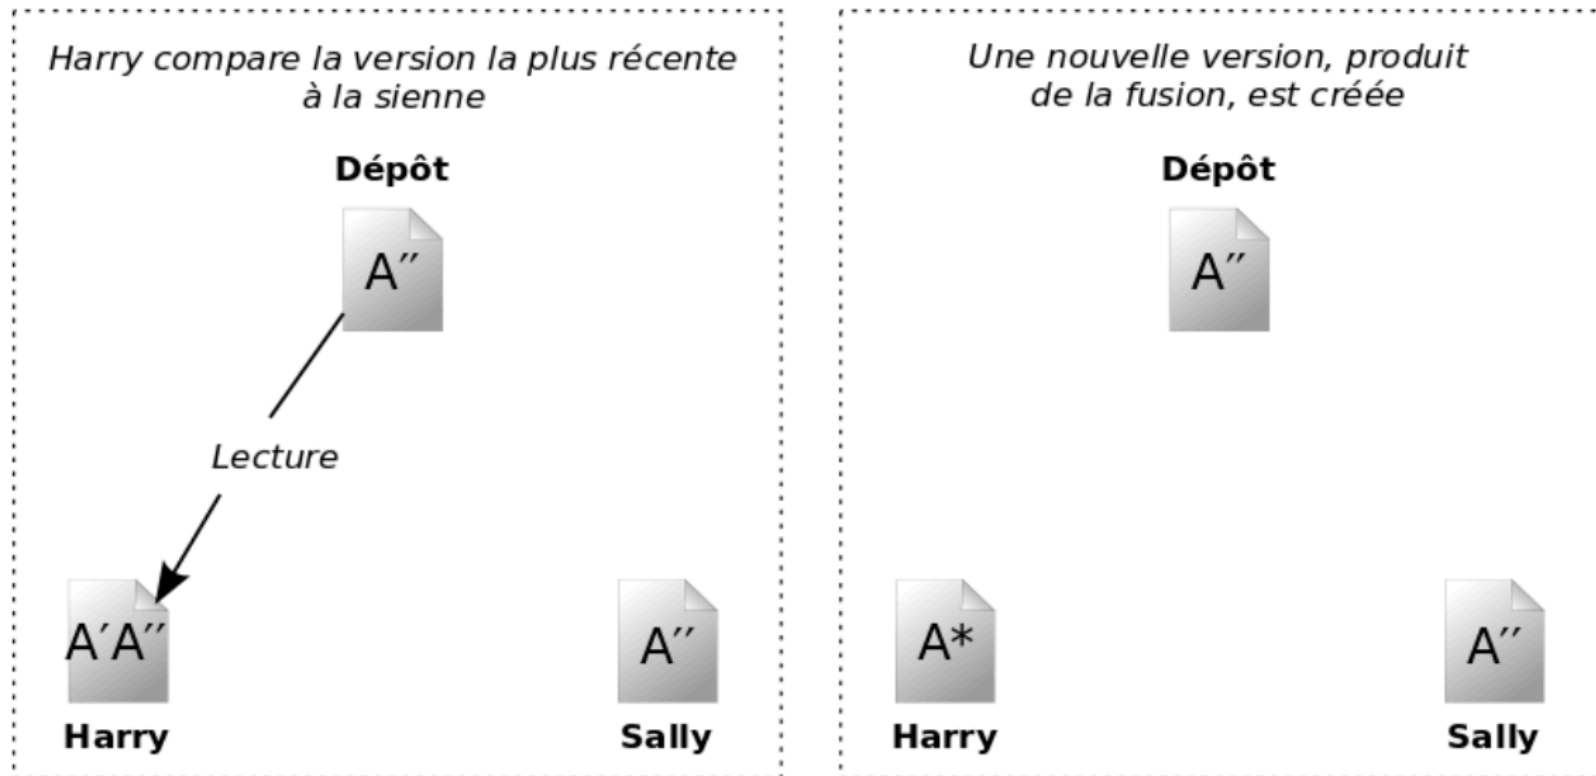 Harry compare la version la plus récente
à la sienne
Dépôt
A″
Lecture
A′A″
A″
Harry
Sally
Une nouvelle version, produit
de la fusion, est créée
Dépôt
A″
A*
A″
Harry
Sally